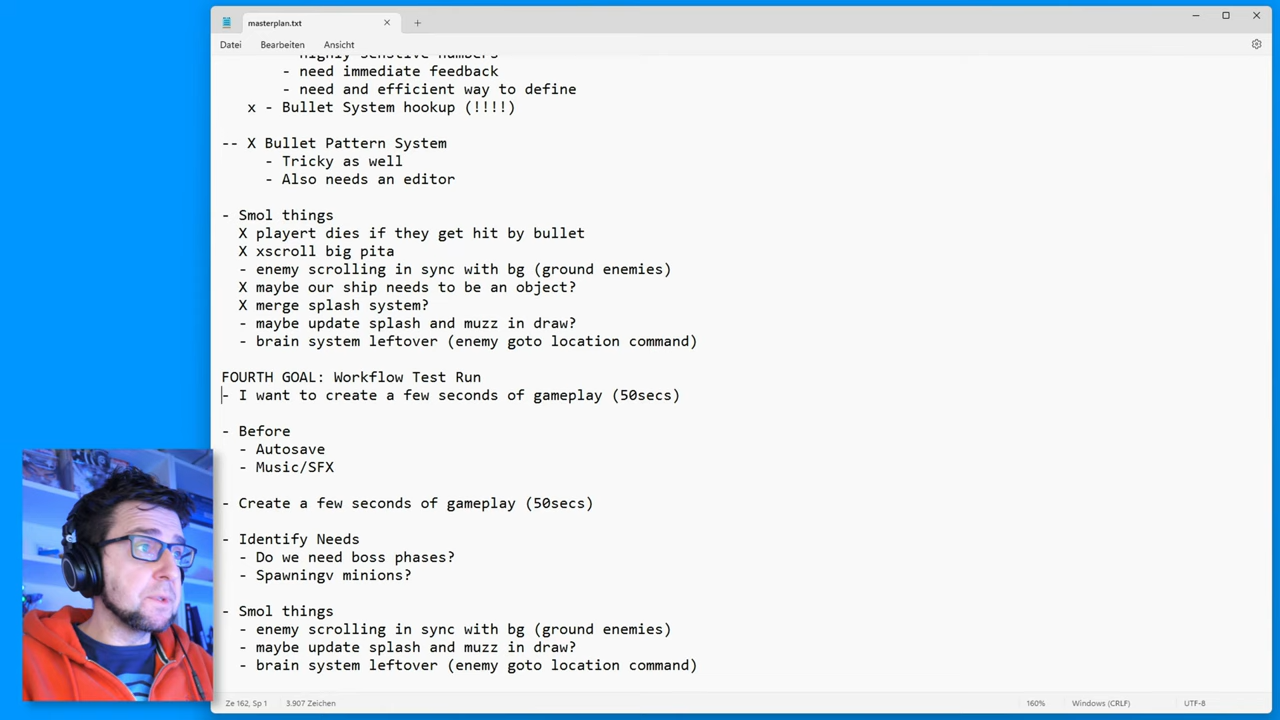 masterplan.txt
Datei Bearbeiten Ansicht
- highly senstive numbers
- need immediate feedback
- need and efficient way to define
x - Bullet System hookup (!!!!)
-- X Bullet Pattern System
- Tricky as well
- Also needs an editor
- Smol things
X playert dies if they get hit by bullet
X xscroll big pita
- enemy scrolling in sync with bg (ground enemies)
X maybe our ship needs to be an object?
X merge splash system?
- maybe update splash and muzz in draw?
- brain system leftover (enemy goto location command)
FOURTH GOAL: Workflow Test Run
- I want to create a few seconds of gameplay (50secs)
- Before
- Autosave
- Music/SFX
- Create a few seconds of gameplay (50secs)
- Identify Needs
- Do we need boss phases?
- Spawningv minions?
- Smol things
- enemy scrolling in sync with bg (ground enemies)
- maybe update splash and muzz in draw?
- brain system leftover (enemy goto location command)
Ze 162, Sp 1 3.907 Zeichen 160% Windows (CRLF) UTF-8